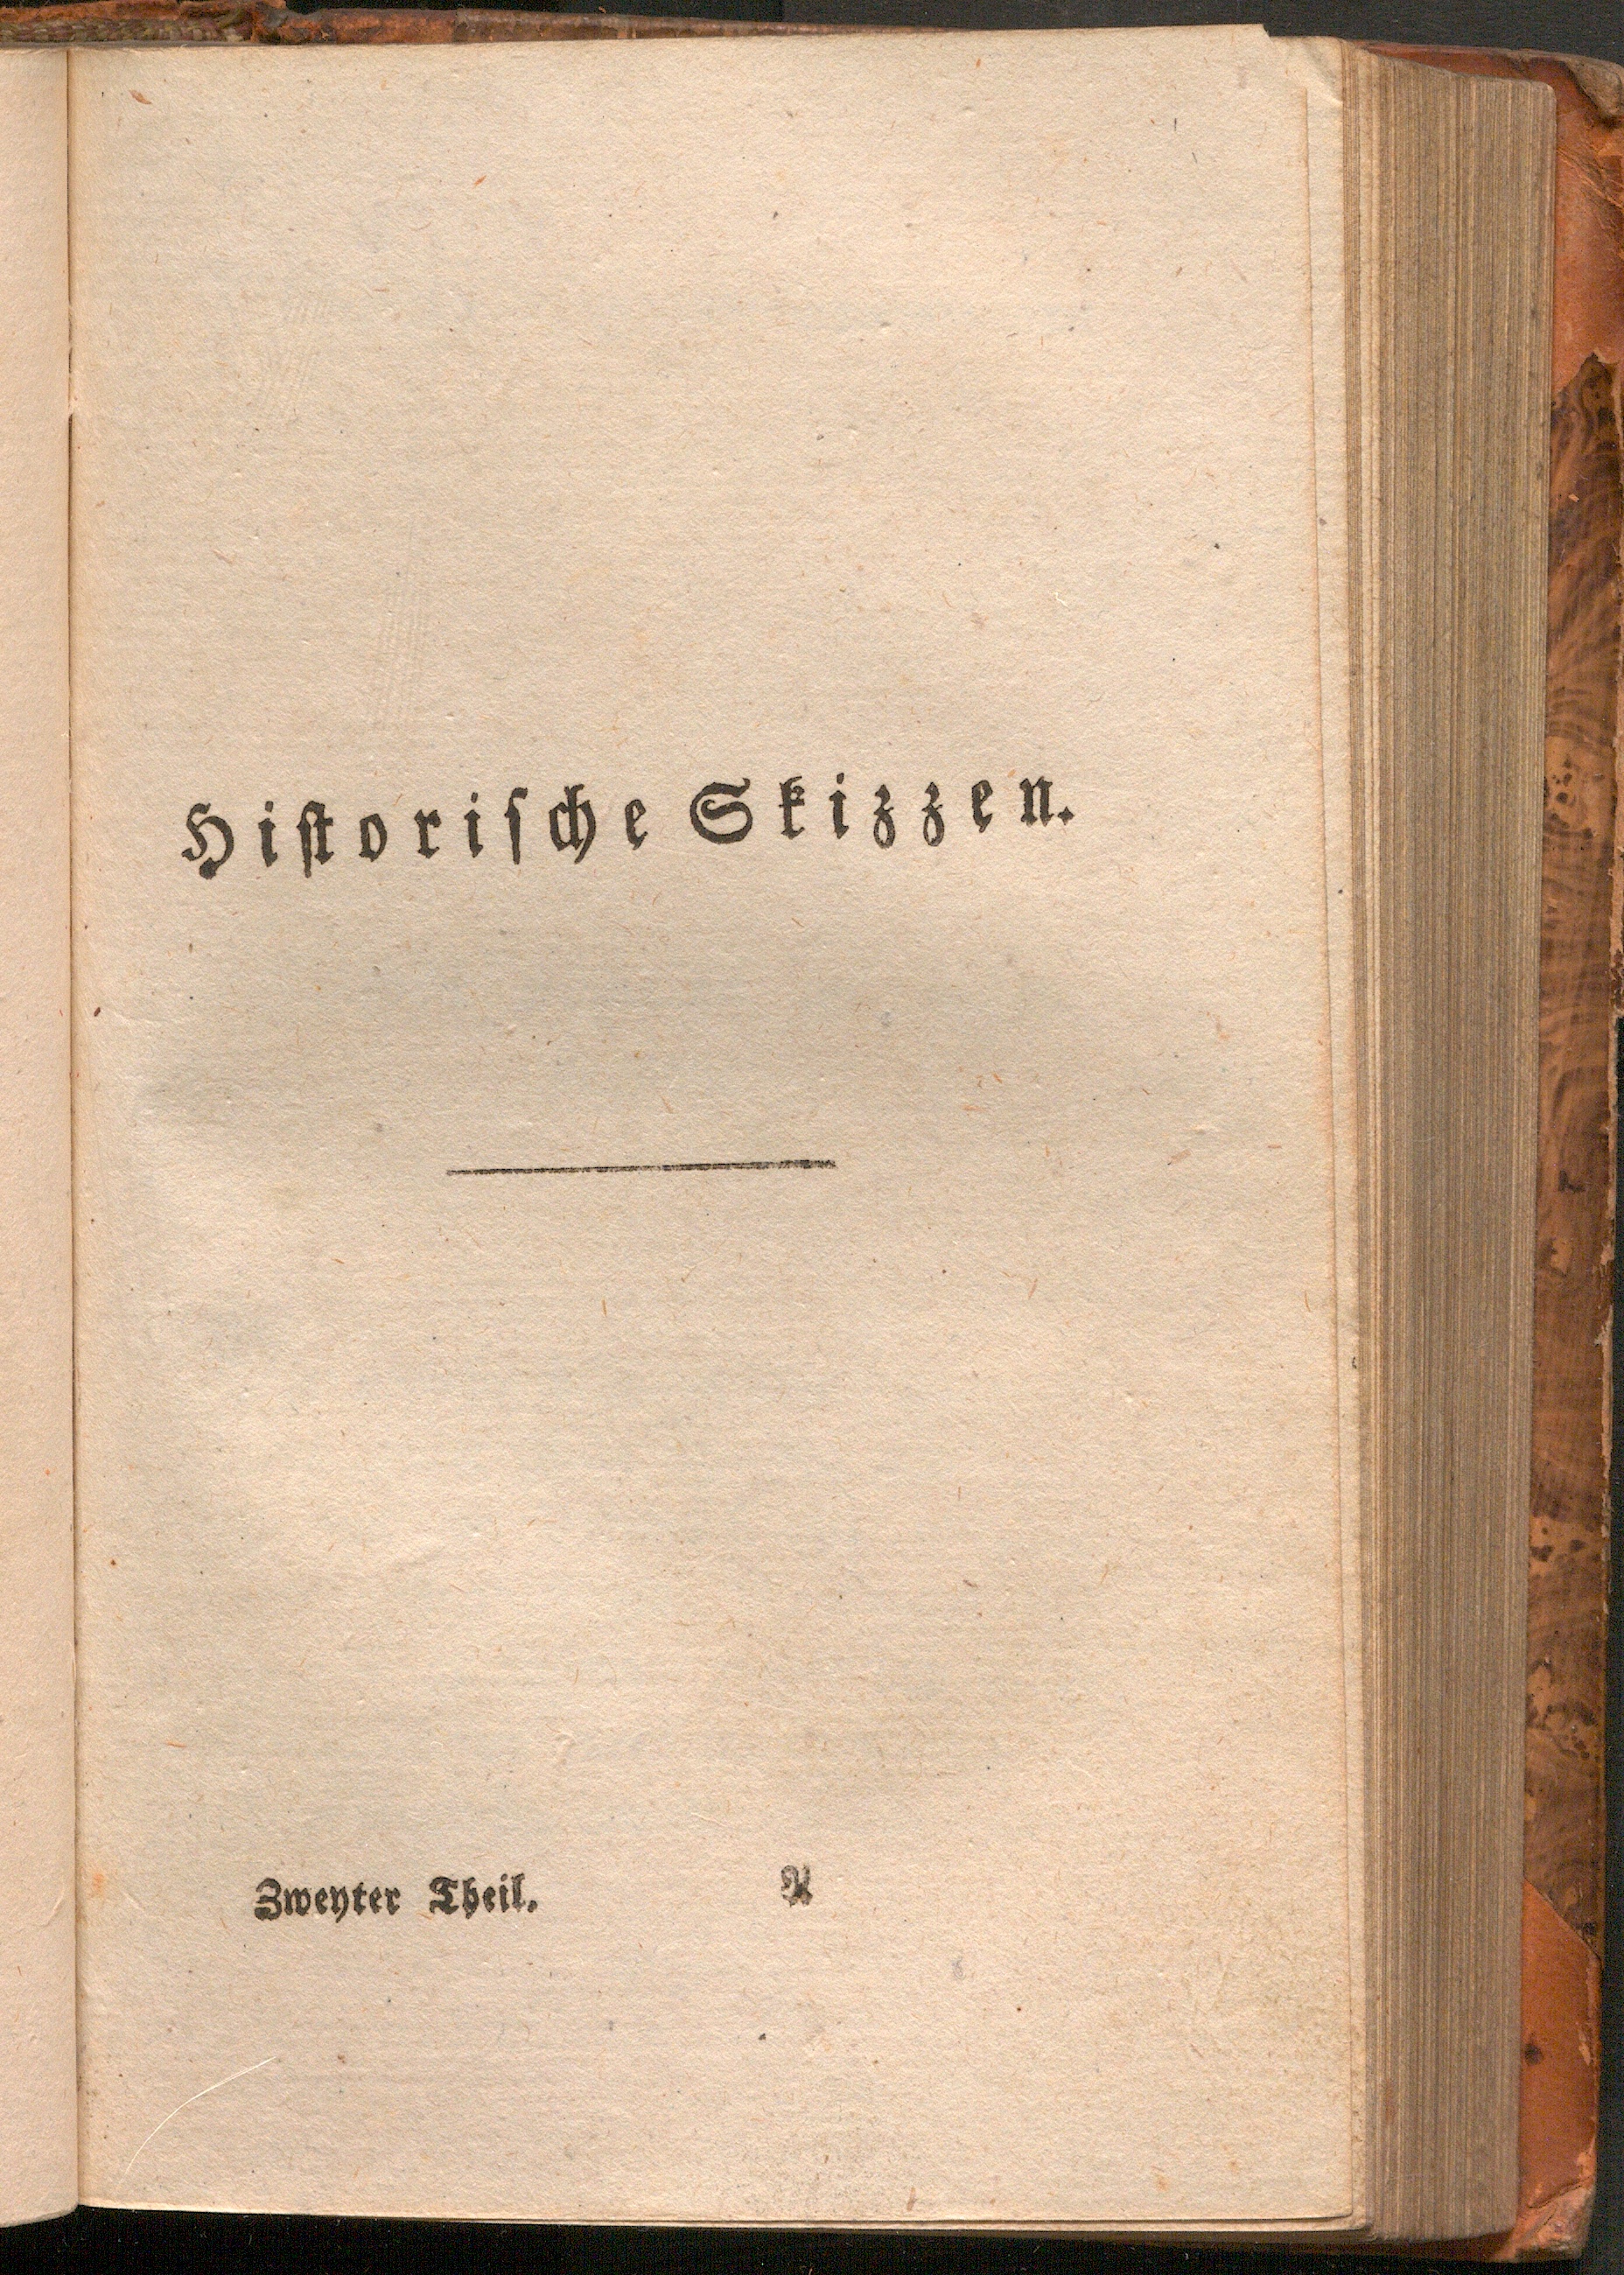 Hiſtoriſche Skizzen.
Zweyter Theil. R